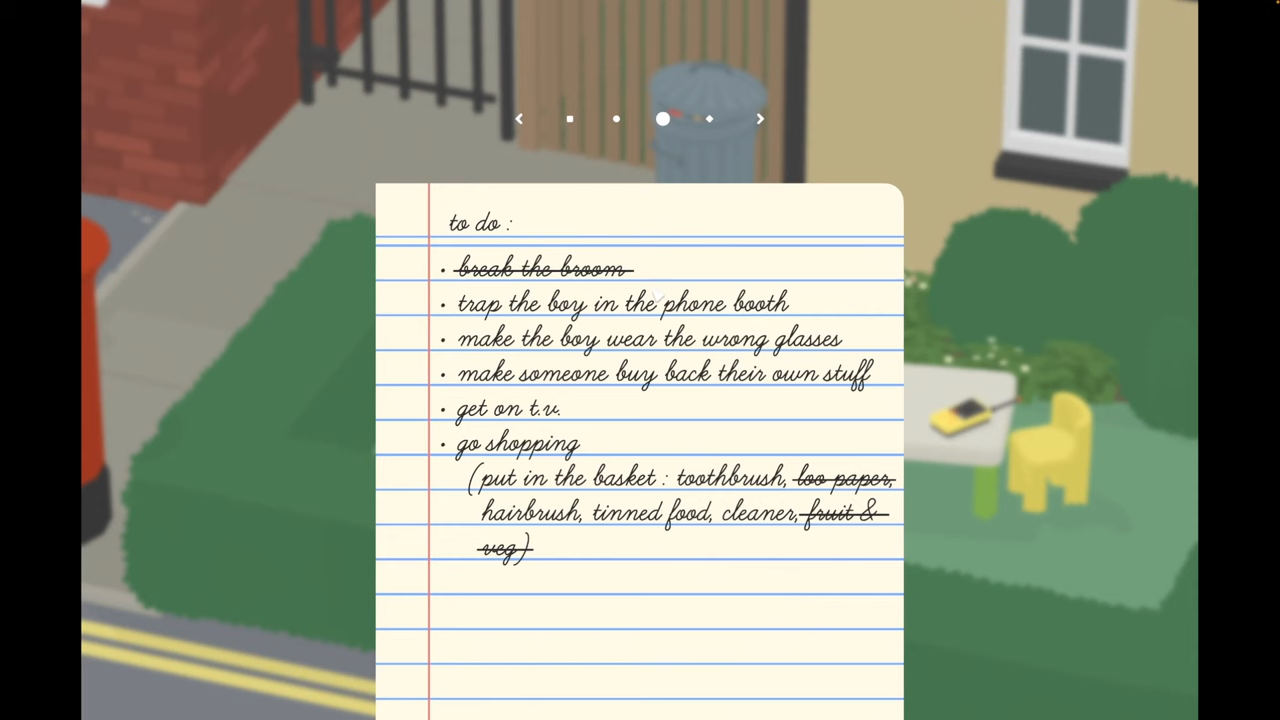 to do :
• break the broom
• trap the boy in the phone booth
• make the boy wear the wrong glasses
• make someone buy back their own stuff
• get on t.v.
• go shopping
(put in the basket : toothbrush, loo paper,
hairbrush, tinned food, cleaner, fruit &
veg)